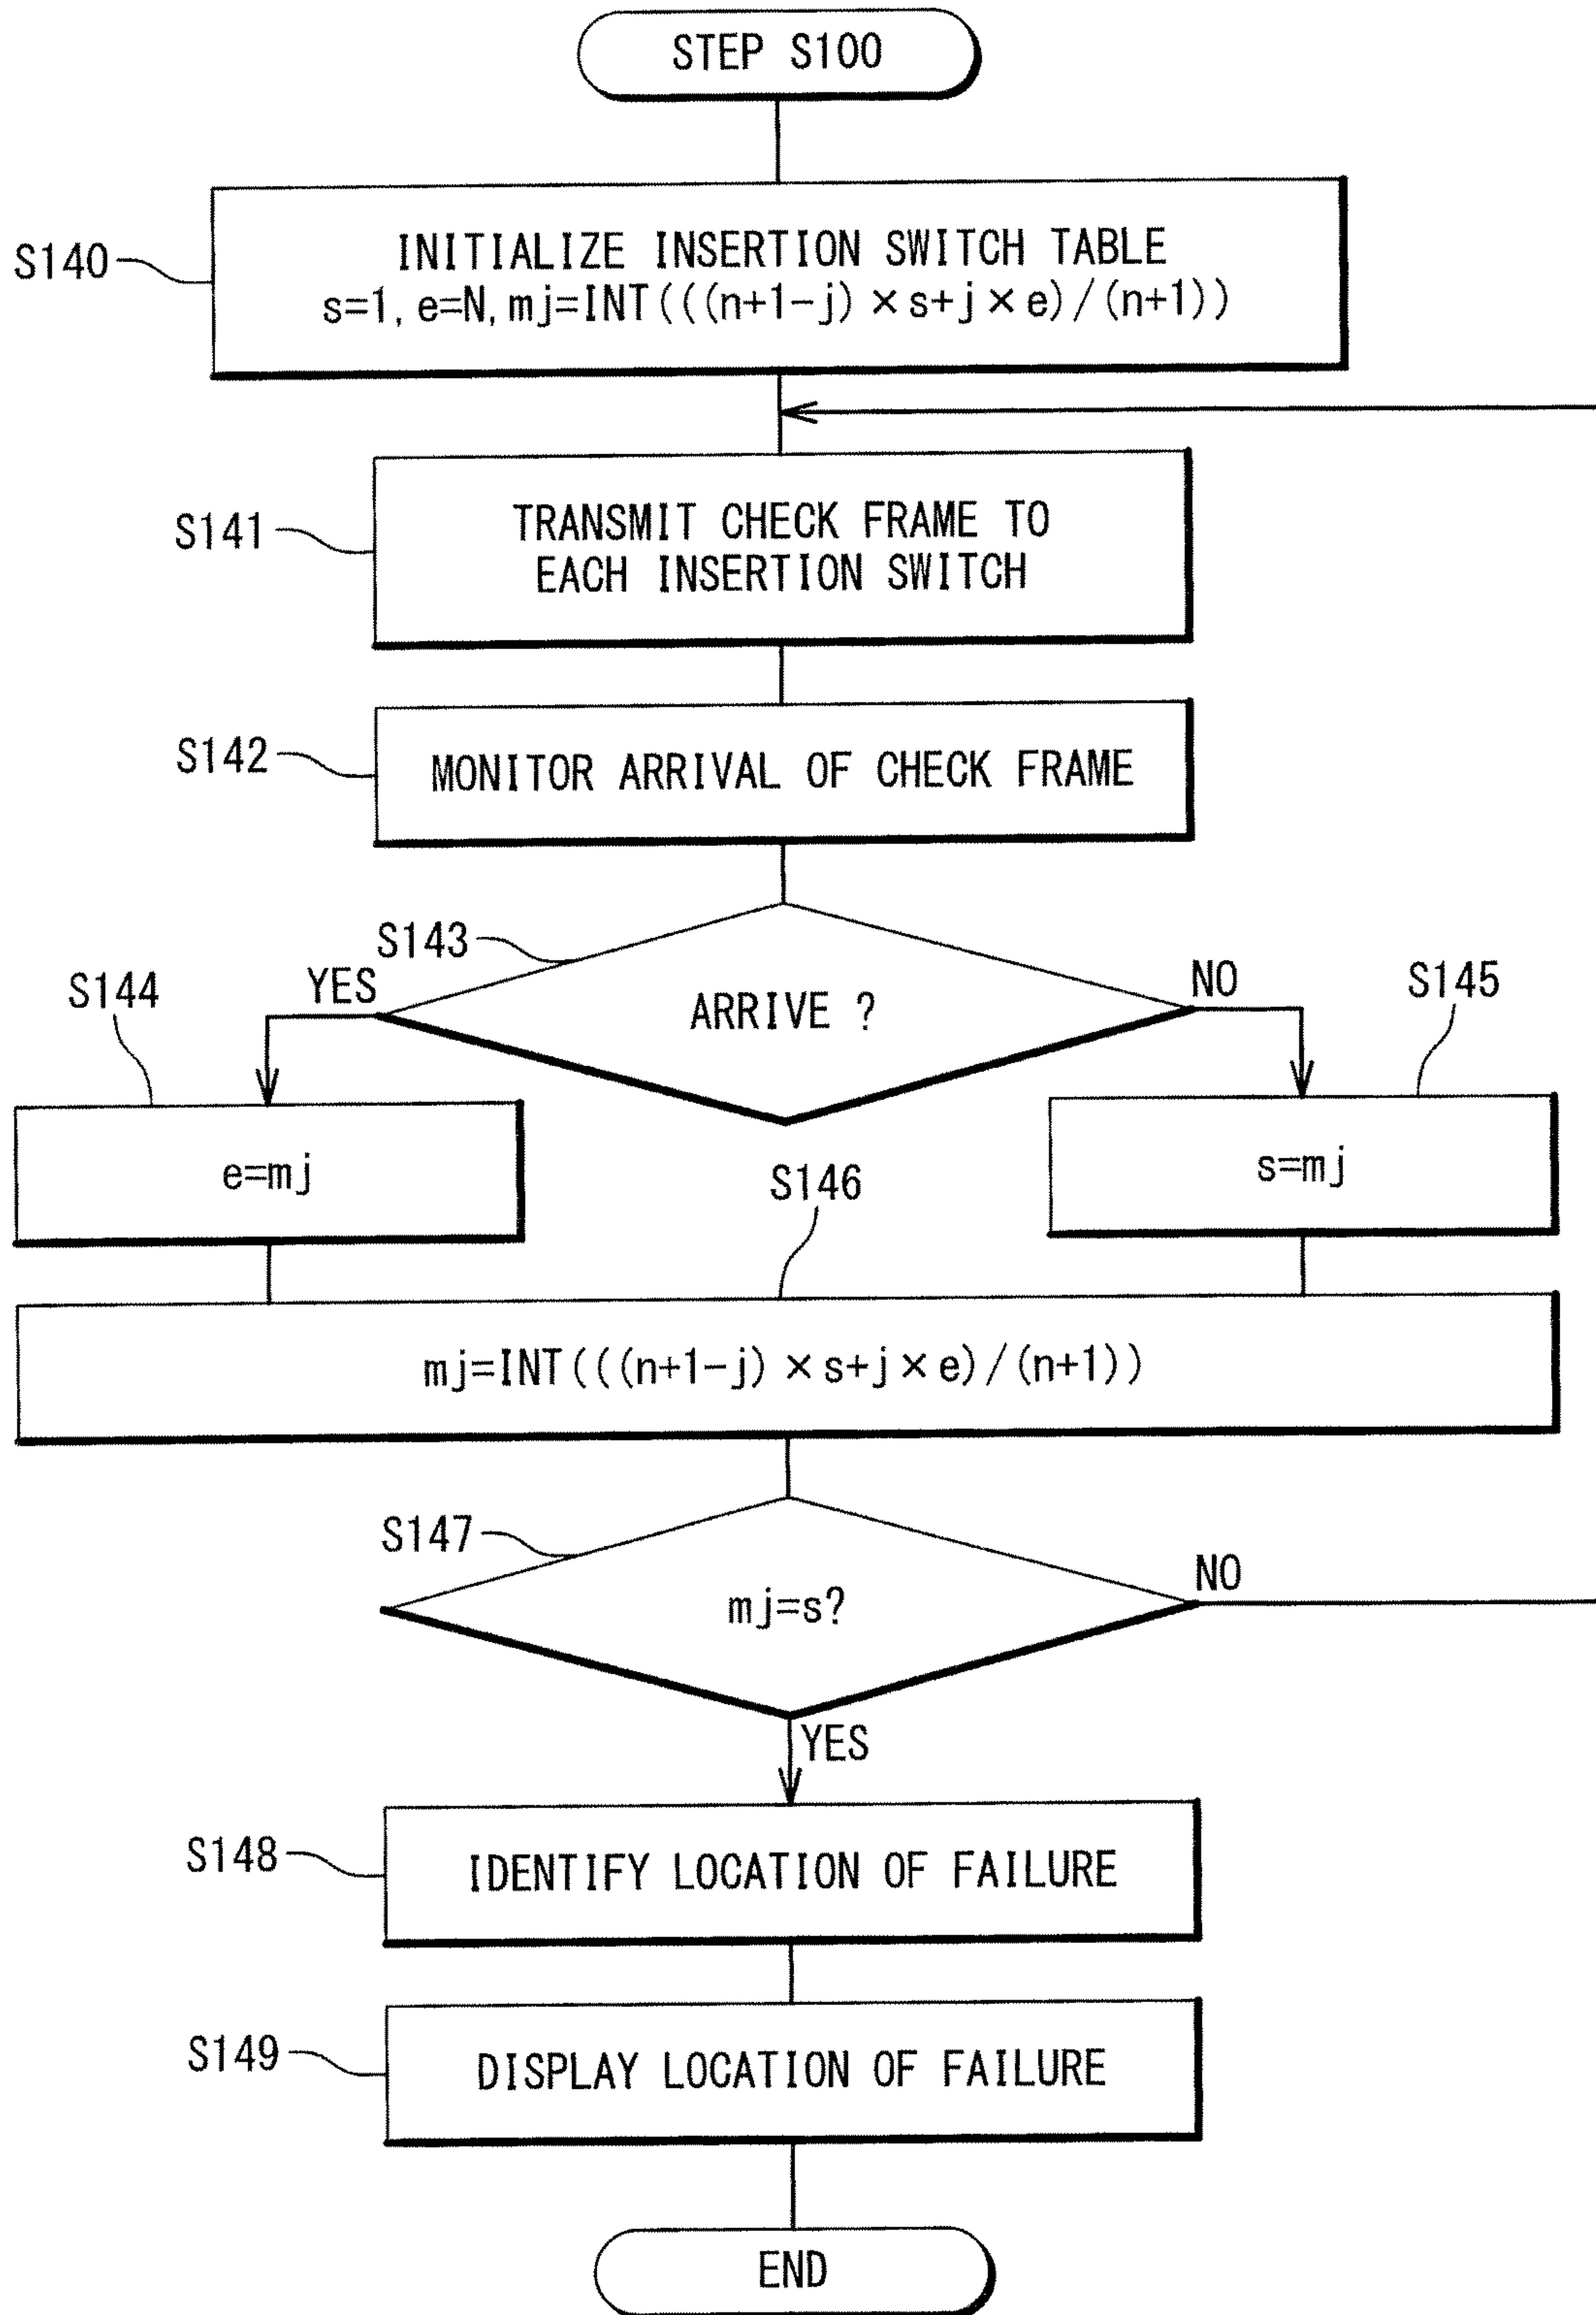 STEP S100
S140
INITIALIZE INSERTION SWITCH TABLE
s=1, e=N, mj=INT(((n+1-j)×s+j×e)/(n+1))
S141
TRANSMIT CHECK FRAME TO
EACH INSERTION SWITCH
S142
MONITOR ARRIVAL OF CHECK FRAME
S143
ARRIVE ?
YES
NO
S144
e=mj
S145
s=mj
S146
mj=INT(((n+1-j)×s+j×e)/(n+1))
S147
mj=s?
NO
YES
S148
IDENTIFY LOCATION OF FAILURE
S149
DISPLAY LOCATION OF FAILURE
END